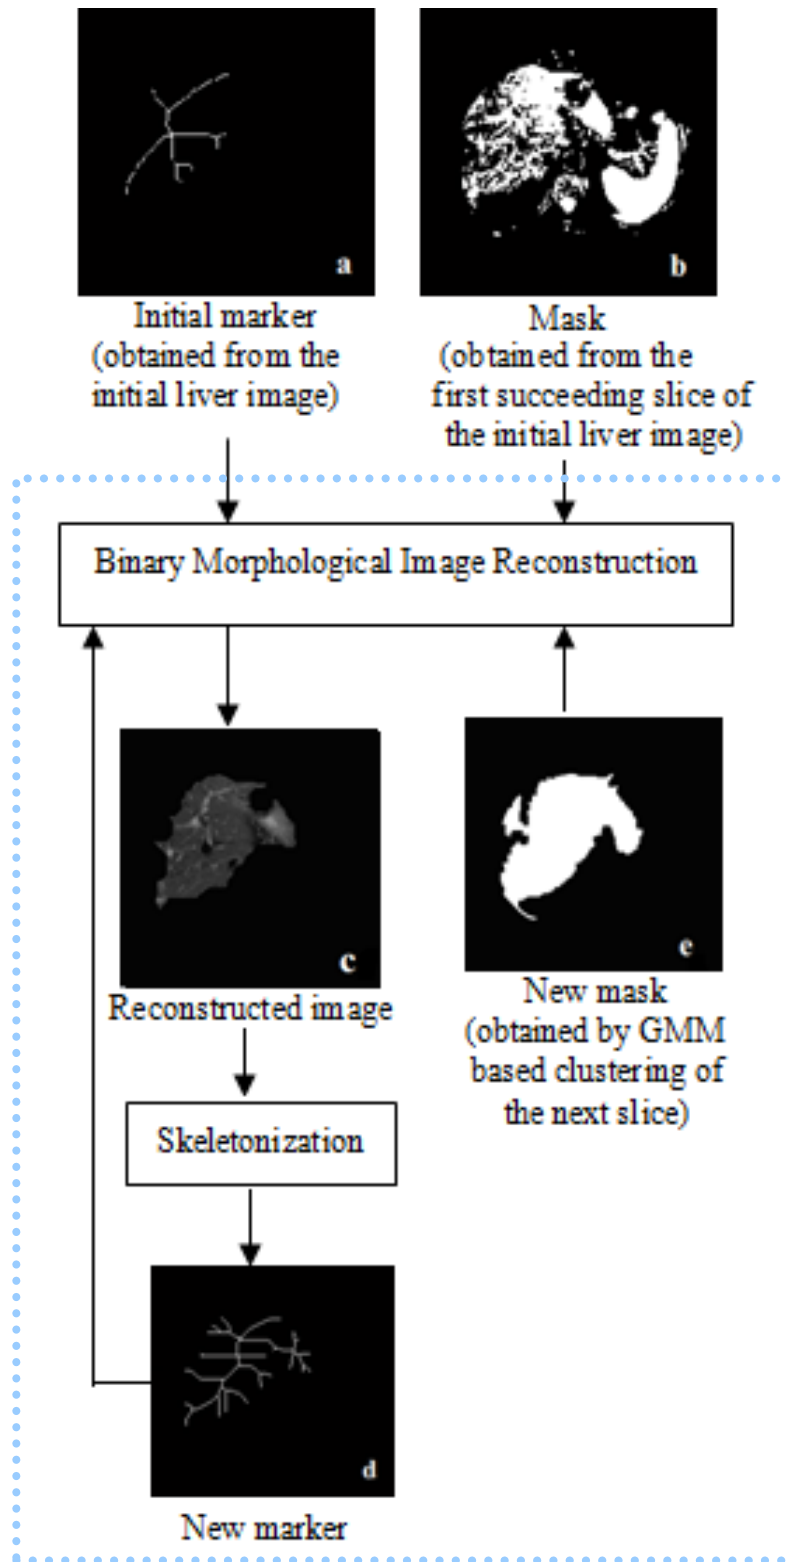 a
b
Initial marker
(obtained from the
initial liver image)
Mask
(obtained from the
first succeeding slice of
the initial liver image)
Binary Morphological Image Reconstruction
c
Reconstructed image
e
New mask
(obtained by GMM
based clustering of
the next slice)
Skeletonization
d
New marker